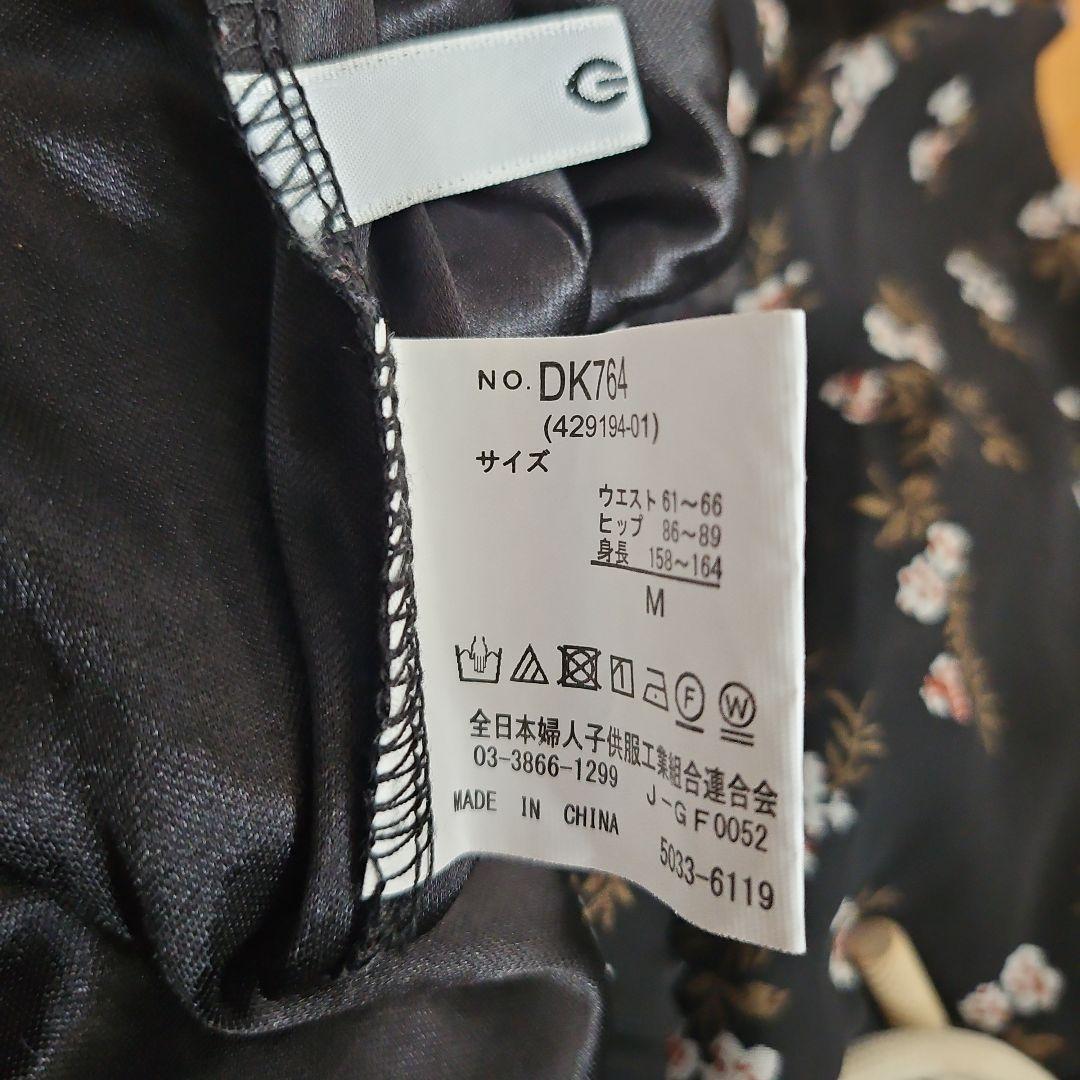 NO. DK764
(429194-01)
サイズ
ウエスト 61～66
ヒップ 86～89
身長 158～164
M
F W
全日本婦人子供服工業組合連合会
03-3866-1299 J-GF0052
MADE IN CHINA 5033-6119